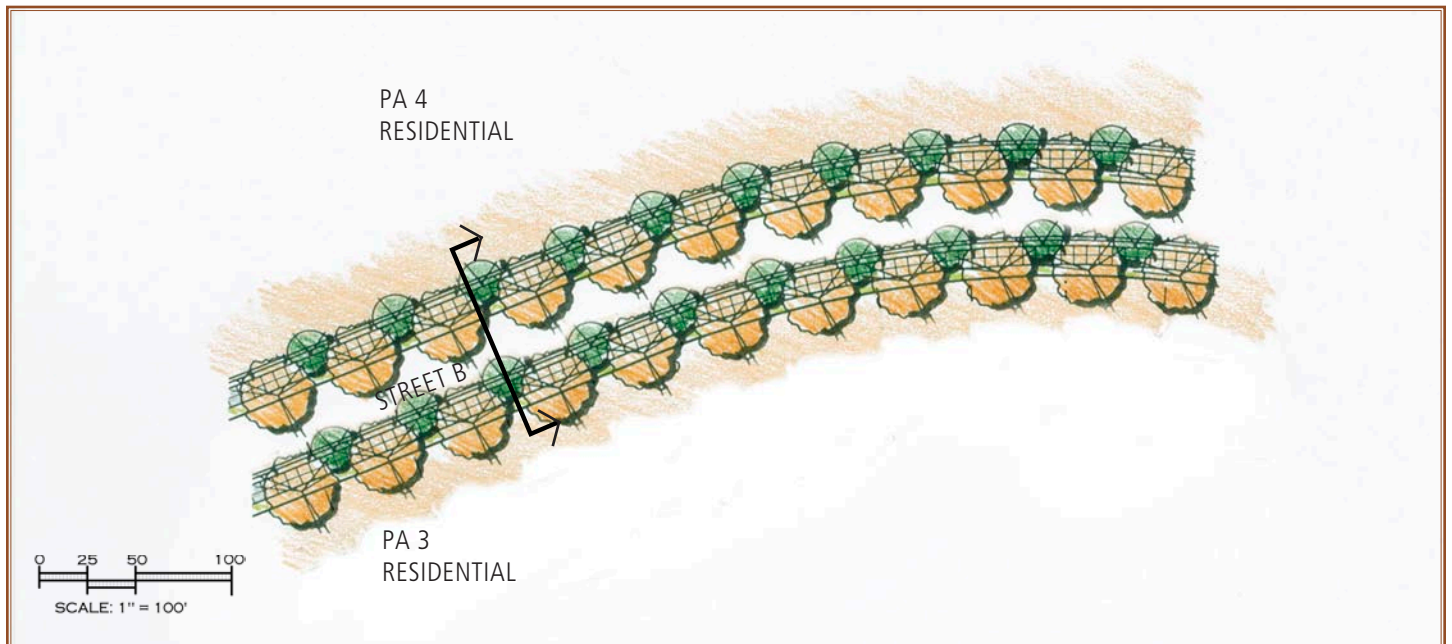 PA 4
RESIDENTIAL
STREET B
PA 3
RESIDENTIAL
0 25 50 100
SCALE: 1" = 100'